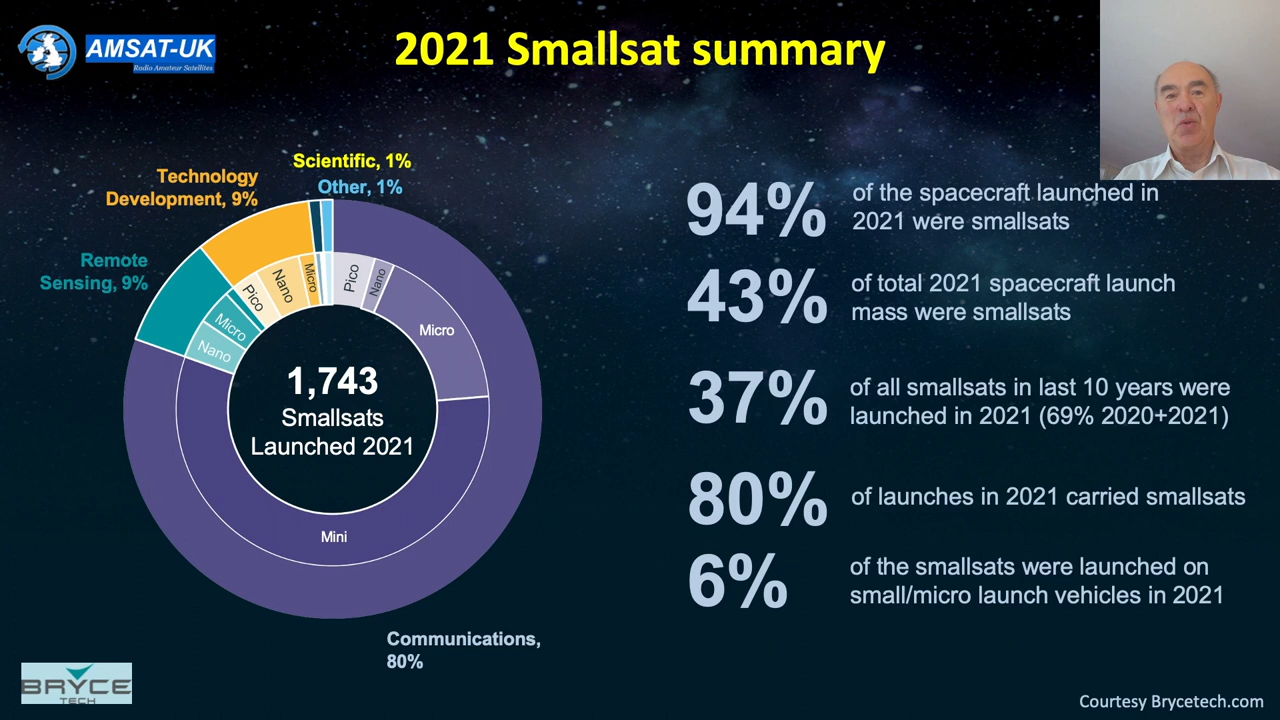 AMSAT-UK
Radio Amateur Satellites
2021 Smallsat summary
Scientific, 1%
Other, 1%
Technology
Development, 9%
Remote
Sensing, 9%
Pico
Nano
Micro
Pico
Nano
Micro
Micro
Nano
Mini
1,743
Smallsats
Launched 2021
Communications,
80%
94%
of the spacecraft launched in
2021 were smallsats
43%
of total 2021 spacecraft launch
mass were smallsats
37%
of all smallsats in last 10 years were
launched in 2021 (69% 2020+2021)
80%
of launches in 2021 carried smallsats
6%
of the smallsats were launched on
small/micro launch vehicles in 2021
BRYCE
TECH
Courtesy Brycetech.com